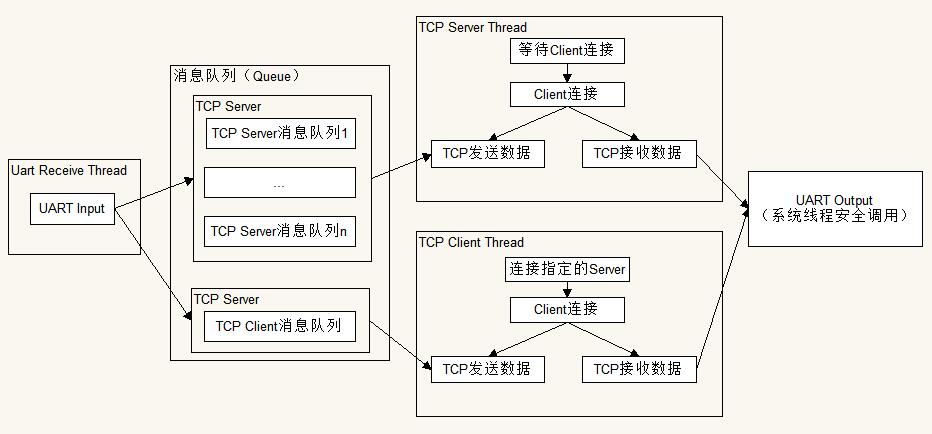 Uart Receive Thread
UART Input
消息队列（Queue）
TCP Server
TCP Server消息队列1
...
TCP Server消息队列n
TCP Server
TCP Client消息队列
TCP Server Thread
等待Client连接
Client连接
TCP发送数据
TCP接收数据
TCP Client Thread
连接指定的Server
Client连接
TCP发送数据
TCP接收数据
UART Output
（系统线程安全调用）